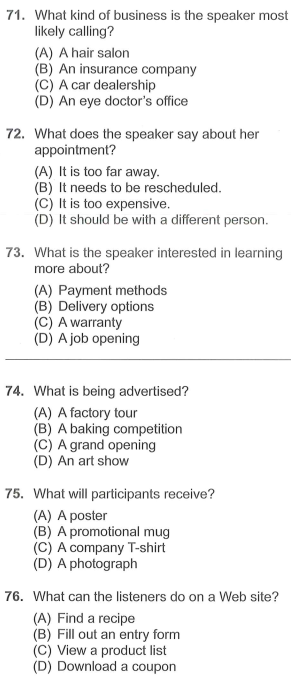 71. What kind of business is the speaker most
likely calling?
(A) A hair salon
(B) An insurance company
(C) A car dealership
(D) An eye doctor's office
72. What does the speaker say about her
appointment?
(A) It is too far away.
(B) It needs to be rescheduled.
(C) It is too expensive.
(D) It should be with a different person.
73. What is the speaker interested in learning
more about?
(A) Payment methods
(B) Delivery options
(C) A warranty
(D) A job opening
74. What is being advertised?
(A) A factory tour
(B) A baking competition
(C) A grand opening
(D) An art show
75. What will participants receive?
(A) A poster
(B) A promotional mug
(C) A company T-shirt
(D) A photograph
76. What can the listeners do on a Web site?
(A) Find a recipe
(B) Fill out an entry form
(C) View a product list
(D) Download a coupon